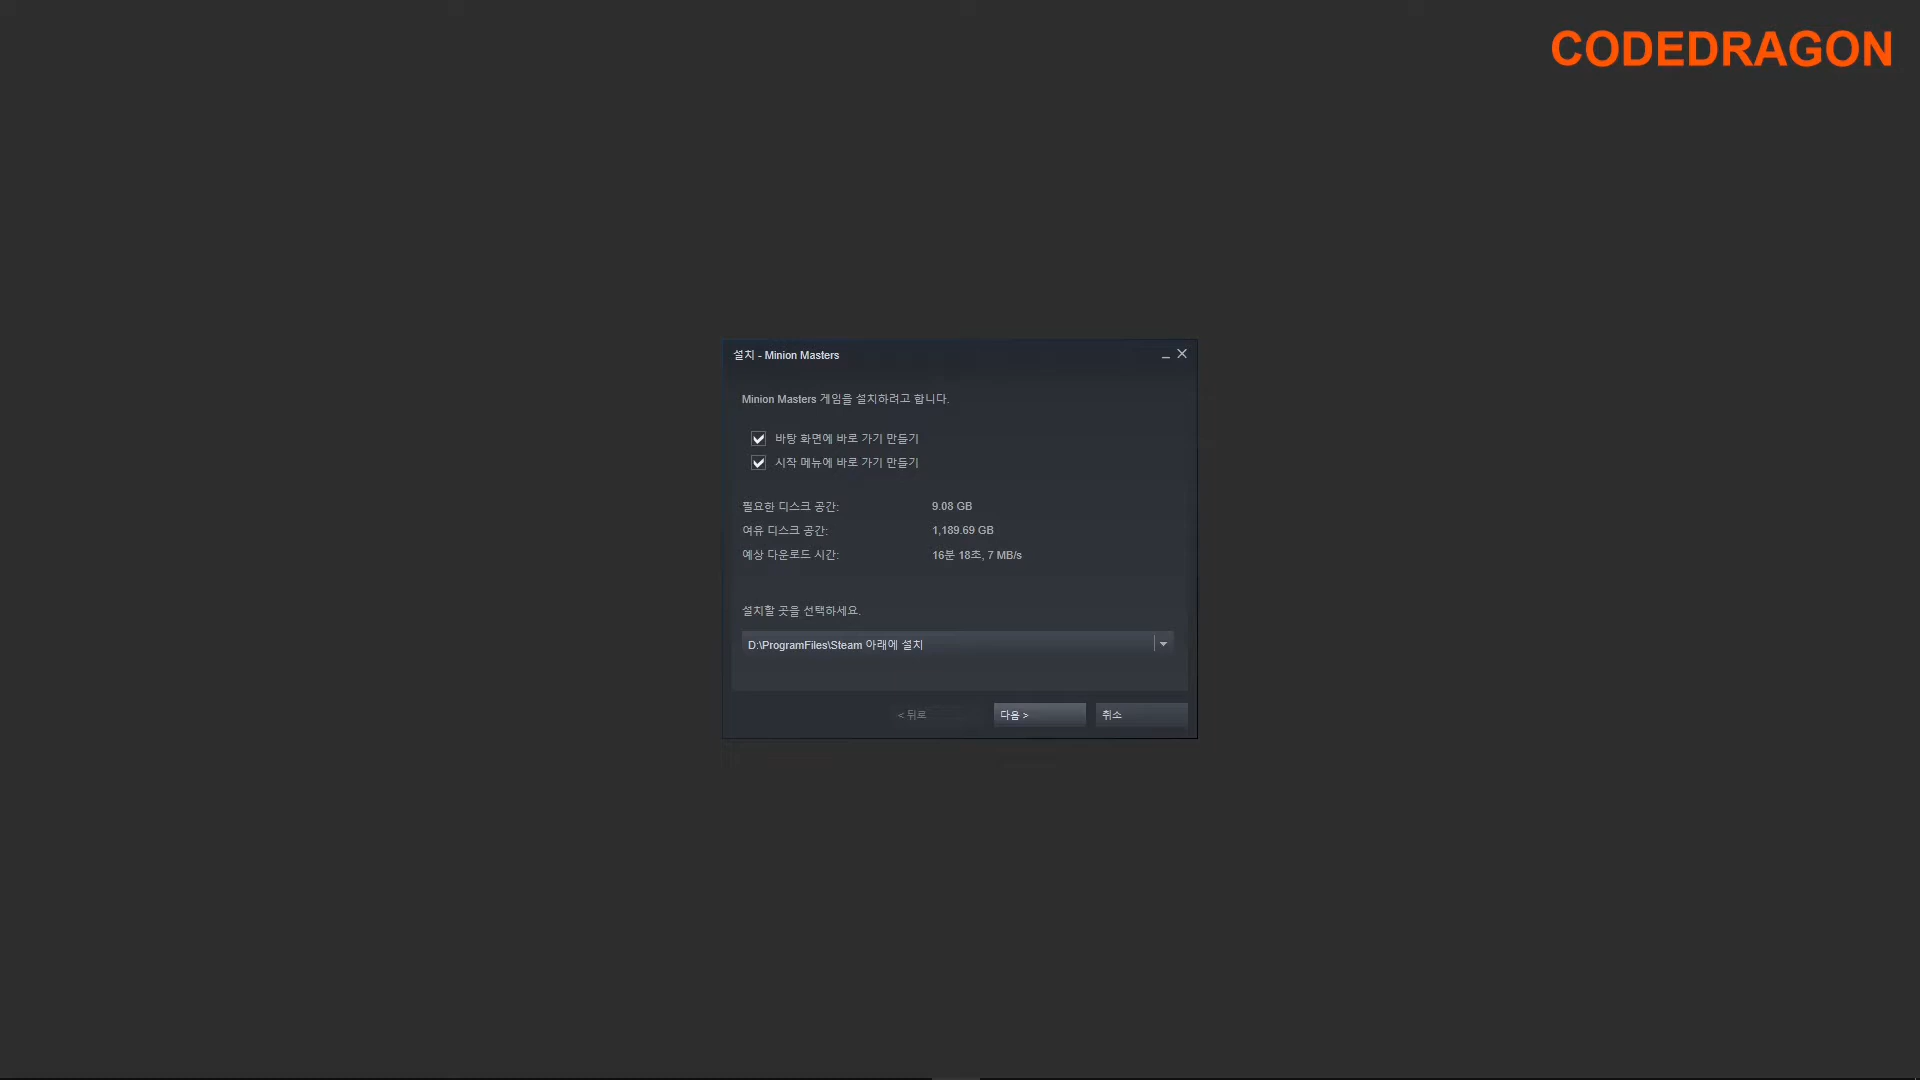 CODEDRAGON
설치 - Minion Masters
Minion Masters 게임을 설치하려고 합니다.
바탕 화면에 바로 가기 만들기
시작 메뉴에 바로 가기 만들기
필요한 디스크 공간: 9.08 GB
여유 디스크 공간: 1,189.69 GB
예상 다운로드 시간: 16분 18초, 7 MB/s
설치할 곳을 선택하세요.
D:\ProgramFiles\Steam 아래에 설치
< 뒤로 다음 > 취소